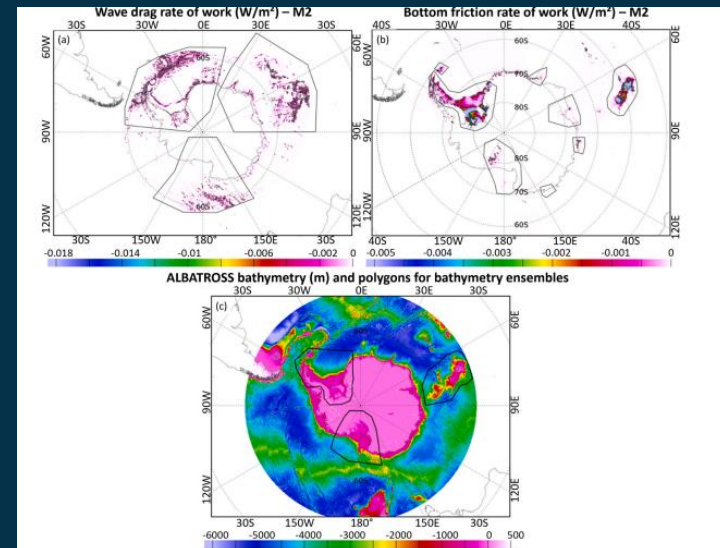 Wave drag rate of work (W/m²) – M2
30S 30W 0E 30E 30S
(a)
60W 60E
60S
90W 90E
60S
120W 120E
30S 150W 180° 150E 30S
-0.018 -0.014 -0.01 -0.006 -0.002 0
Bottom friction rate of work (W/m²) – M2
40S 30W 0E 30E 40S
(b)
60W 60S 60E
70S
80S
90W 90E
80S
70S
60S
120W 120E
40S 150W 180° 150E 40S
-0.005 -0.004 -0.003 -0.002 -0.001 0
ALBATROSS bathymetry (m) and polygons for bathymetry ensembles
30S 30W 0E 30E 30S
(c)
60W 60E
60S
90W 90E
60S
120W 120E
30S 150W 180° 150E 30S
-6000 -5000 -4000 -3000 -2000 -1000 0 500